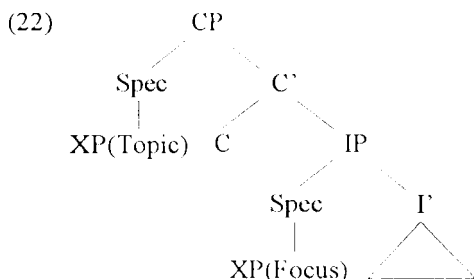 (22) CP
Spec C’
XP(Topic) C IP
Spec I’
XP(Focus)